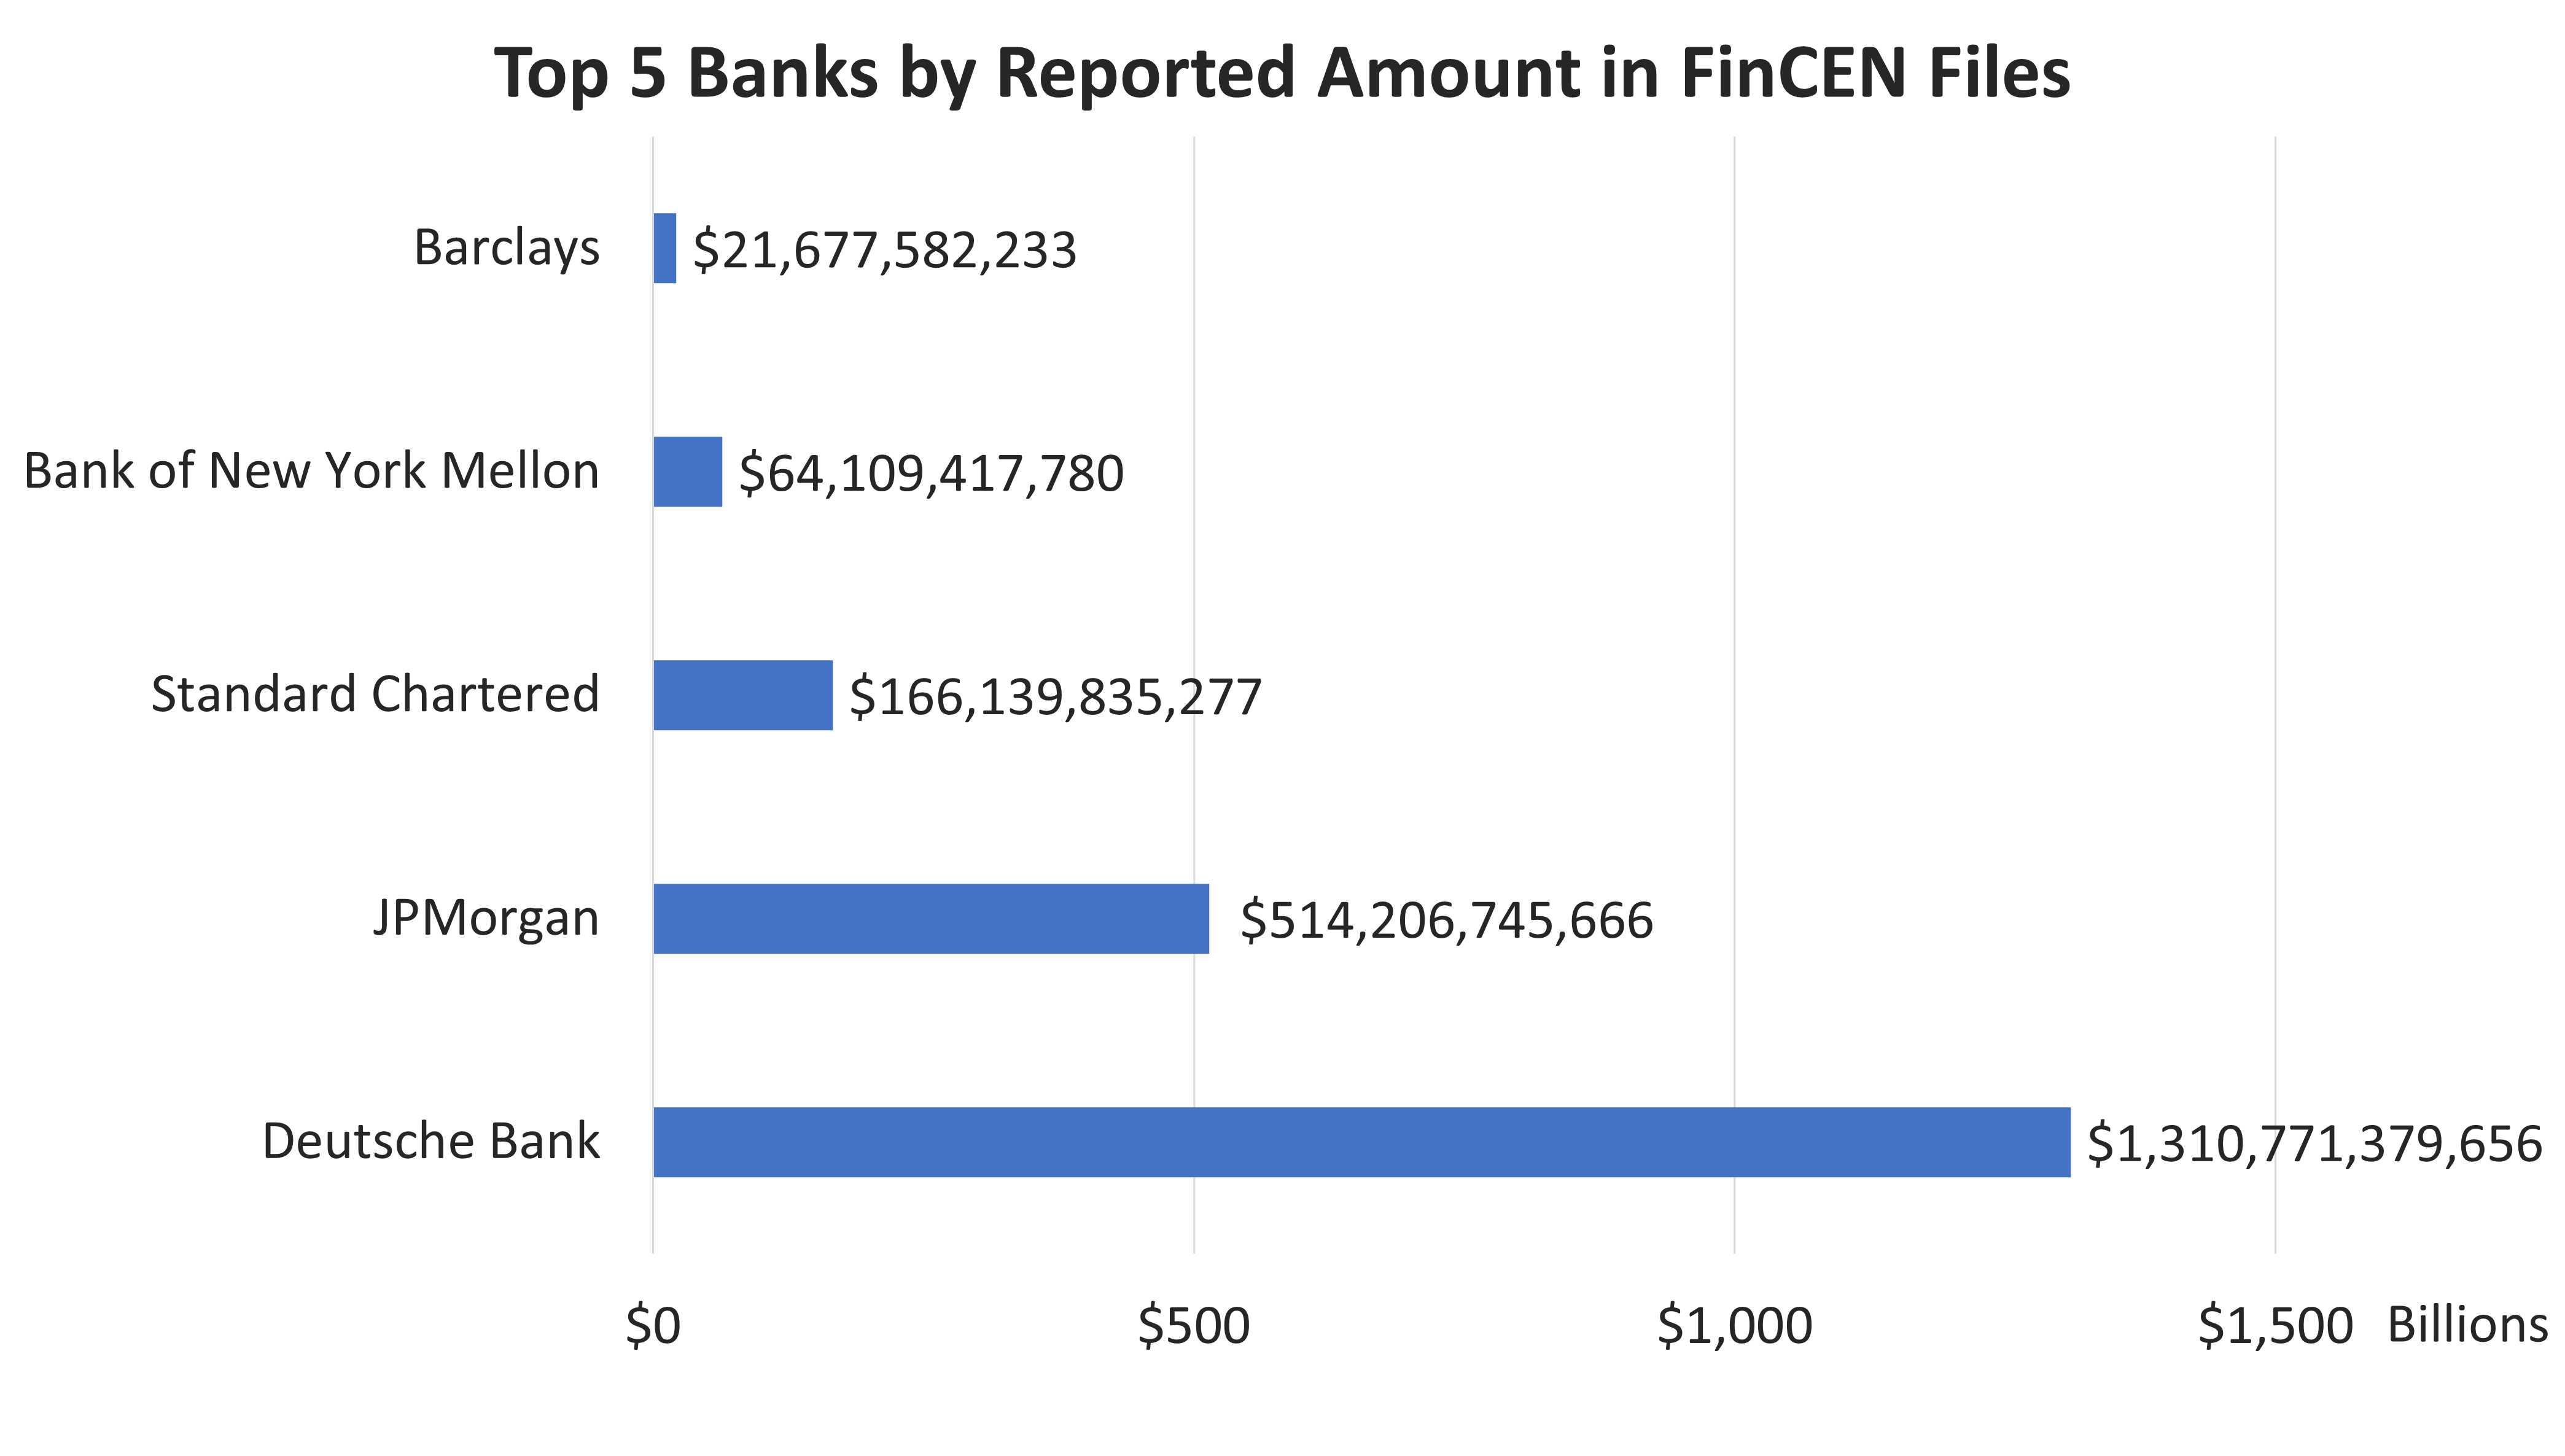 Top 5 Banks by Reported Amount in FinCEN Files
Barclays $21,677,582,233
Bank of New York Mellon $64,109,417,780
Standard Chartered $166,139,835,277
JPMorgan $514,206,745,666
Deutsche Bank $1,310,771,379,656
$0 $500 $1,000 $1,500 Billions